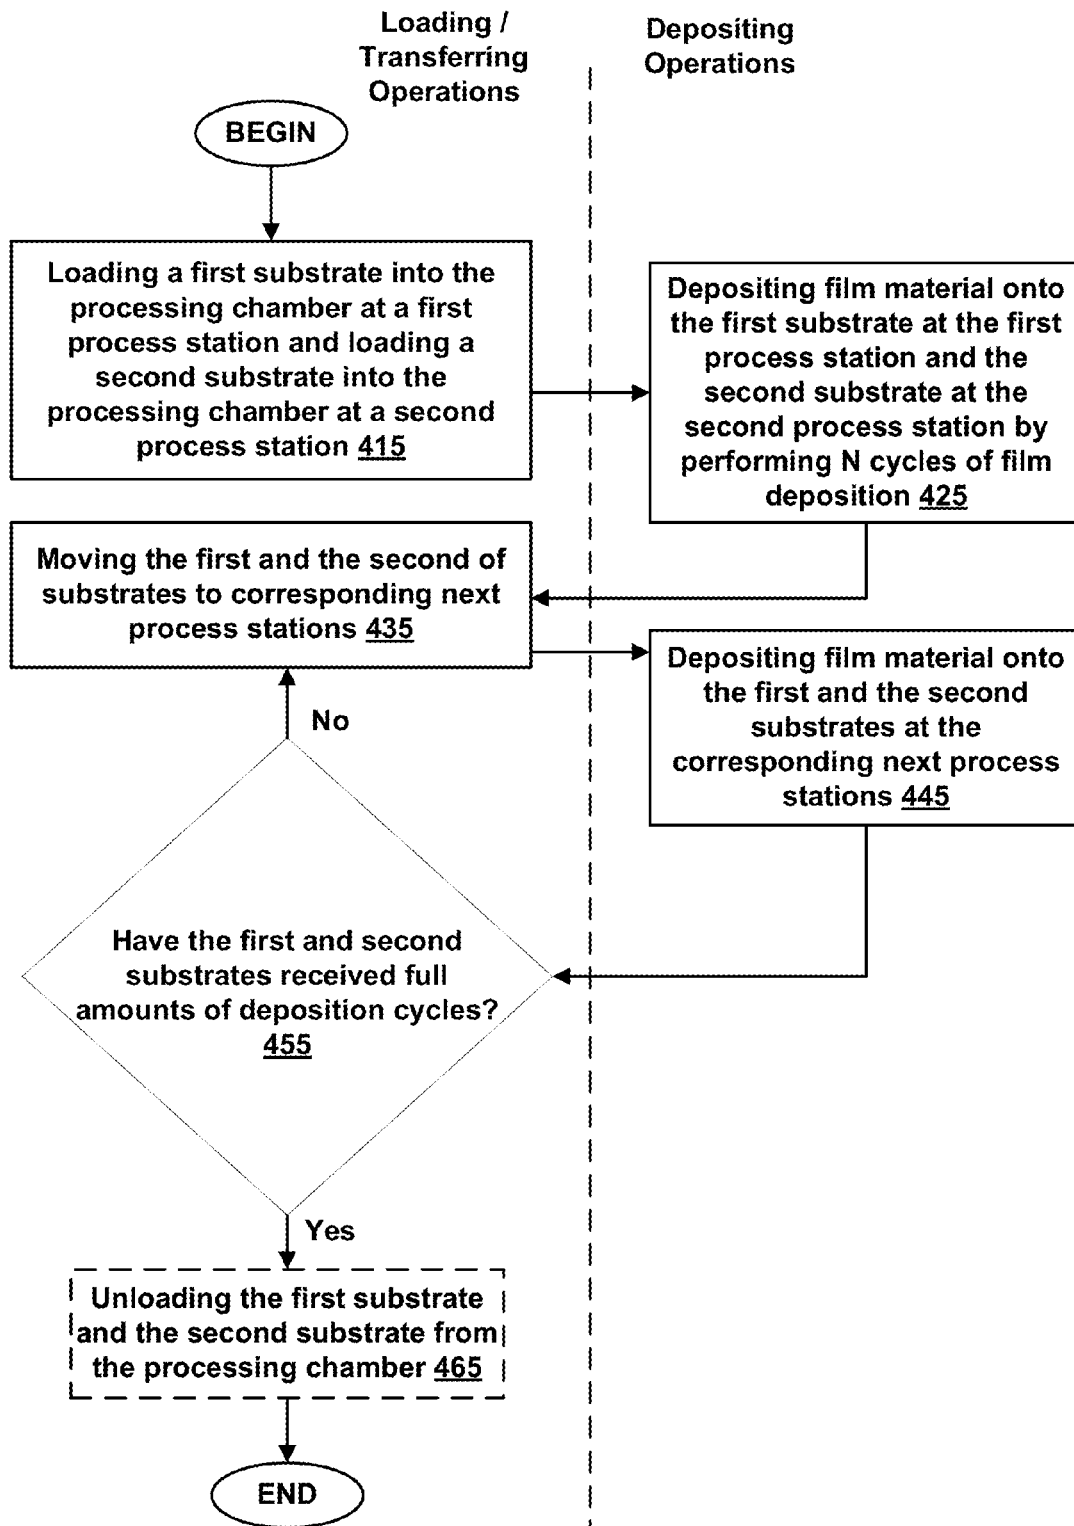 Loading /
Transferring
Operations
Depositing
Operations
BEGIN
Loading a first substrate into the
processing chamber at a first
process station and loading a
second substrate into the
processing chamber at a second
process station 415
Depositing film material onto
the first substrate at the first
process station and the
second substrate at the
second process station by
performing N cycles of film
deposition 425
Moving the first and the second of
substrates to corresponding next
process stations 435
Depositing film material onto
the first and the second
substrates at the
corresponding next process
stations 445
No
Have the first and second
substrates received full
amounts of deposition cycles?
455
Yes
Unloading the first substrate
and the second substrate from
the processing chamber 465
END